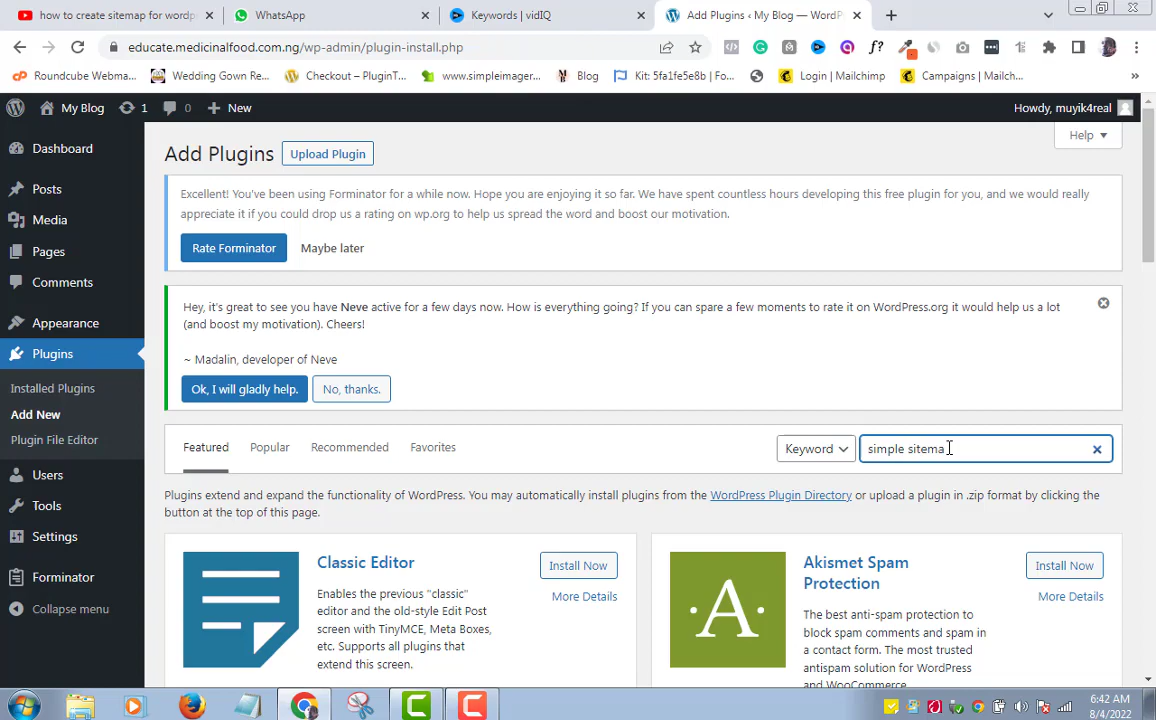 how to create sitemap for wordp
WhatsApp
Keywords | vidIQ
Add Plugins ‹ My Blog — WordP
educate.medicinalfood.com.ng/wp-admin/plugin-install.php
Roundcube Webma...
Wedding Gown Re...
Checkout – PluginT...
www.simpleimager...
Blog
Kit: 5fa1fe5e8b | Fo...
Login | Mailchimp
Campaigns | Mailch...
»
My Blog
1
0
New
Howdy, muyik4real
Dashboard
Posts
Media
Pages
Comments
Appearance
Plugins
Installed Plugins
Add New
Plugin File Editor
Users
Tools
Settings
Forminator
Collapse menu
Help
Add Plugins
Upload Plugin
Excellent! You've been using Forminator for a while now. Hope you are enjoying it so far. We have spent countless hours developing this free plugin for you, and we would really
appreciate it if you could drop us a rating on wp.org to help us spread the word and boost our motivation.
Rate Forminator
Maybe later
Hey, it's great to see you have Neve active for a few days now. How is everything going? If you can spare a few moments to rate it on WordPress.org it would help us a lot
(and boost my motivation). Cheers!
~ Madalin, developer of Neve
Ok, I will gladly help.
No, thanks.
Featured
Popular
Recommended
Favorites
Keyword
simple sitema
Plugins extend and expand the functionality of WordPress. You may automatically install plugins from the WordPress Plugin Directory or upload a plugin in .zip format by clicking the
button at the top of this page.
Classic Editor
Install Now
More Details
Enables the previous "classic"
editor and the old-style Edit Post
screen with TinyMCE, Meta Boxes,
etc. Supports all plugins that
extend this screen.
Akismet Spam
Protection
Install Now
More Details
The best anti-spam protection to
block spam comments and spam in
a contact form. The most trusted
antispam solution for WordPress
and WooCommerce.
6:42 AM
8/4/2022